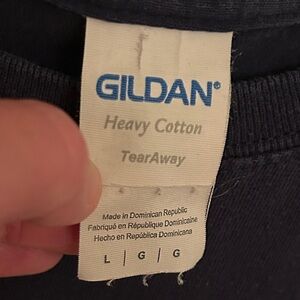 GILDAN®
Heavy Cotton
TearAway
Made in Dominican Republic
Fabriqué en République Dominicaine
Hecho en República Dominicana
L | G | G